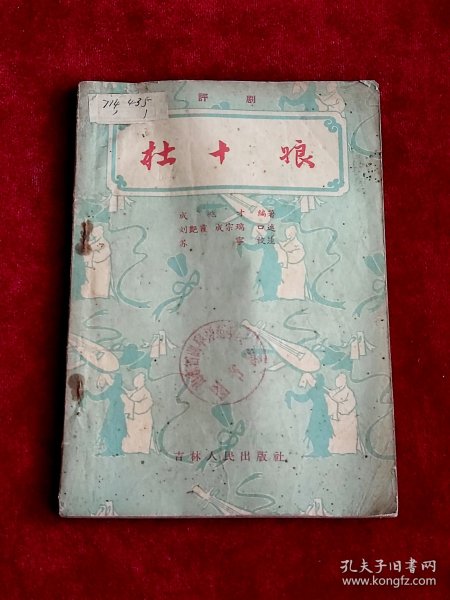 714 435
1
評劇
杜十娘
成兆才 編著
刘艷霞 成宗瑞 口述
苏宁 校注
吉林人民出版社
孔夫子旧书网
www.kongfz.com